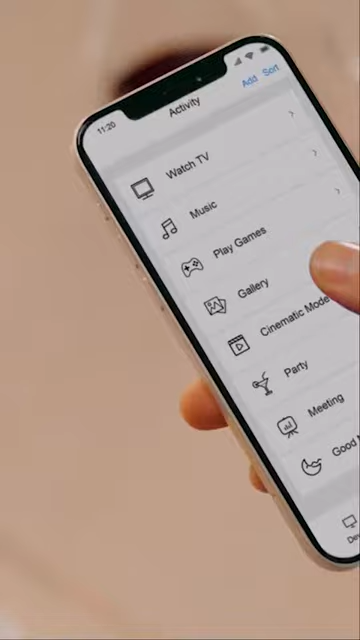 11:20
Activity
Add Sort
Watch TV
Music
Play Games
Gallery
Cinematic Mode
Party
Meeting
Good